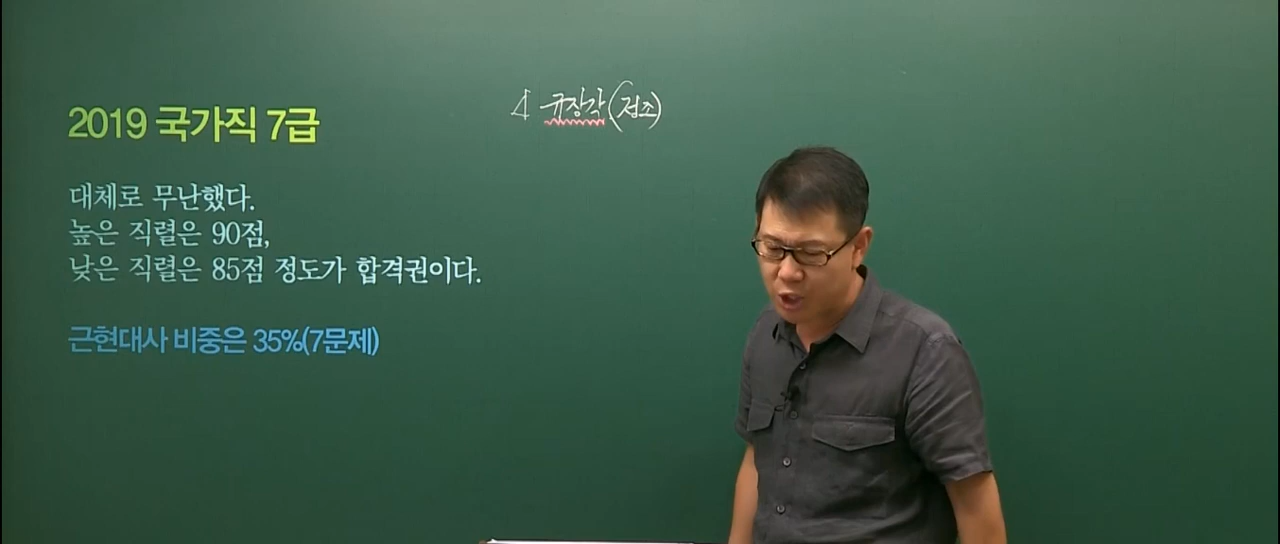 2019 국가직 7급
대체로 무난했다.
높은 직렬은 90점,
낮은 직렬은 85점 정도가 합격권이다.
근현대사 비중은 35%(7문제)
4 규장각(정조)